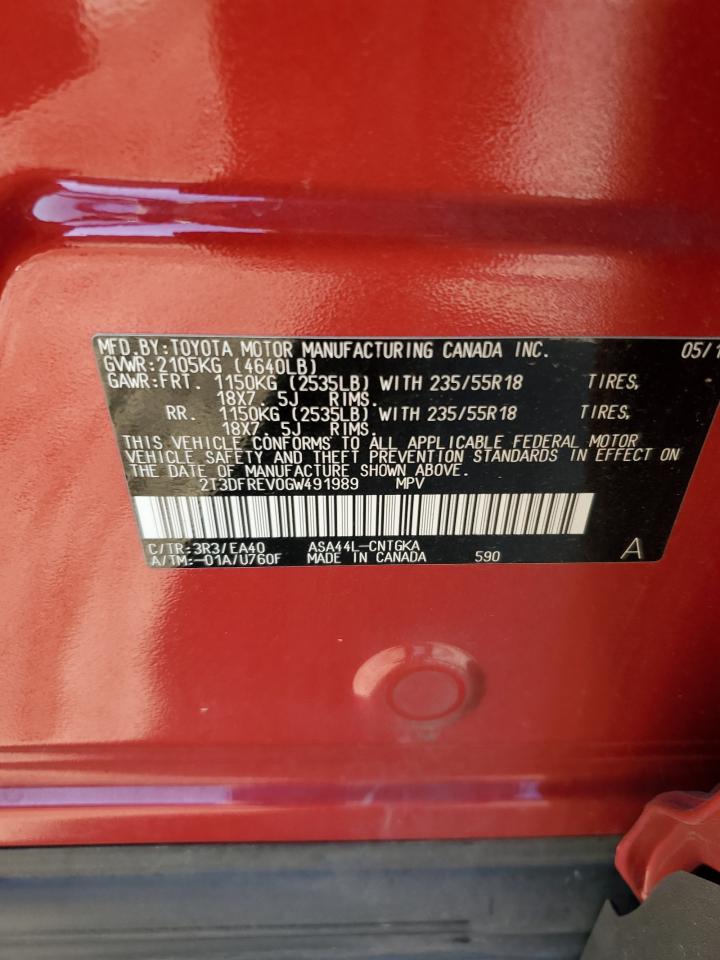 MFD.BY:TOYOTA MOTOR MANUFACTURING CANADA INC. 05/1
GVWR:2105KG (4640LB)
GAWR:FRT. 1150KG (2535LB) WITH 235/55R18 TIRES,
18X7.5J RIMS.
RR. 1150KG (2535LB) WITH 235/55R18 TIRES,
18X7.5J RIMS.
THIS VEHICLE CONFORMS TO ALL APPLICABLE FEDERAL MOTOR
VEHICLE SAFETY AND THEFT PREVENTION STANDARDS IN EFFECT ON
THE DATE OF MANUFACTURE SHOWN ABOVE.
2T3DFREV0GW491989 MPV
C/TR:3R3/EA40 ASA44L-CNTGKA
A/TM:-01A/U760F MADE IN CANADA 590 A